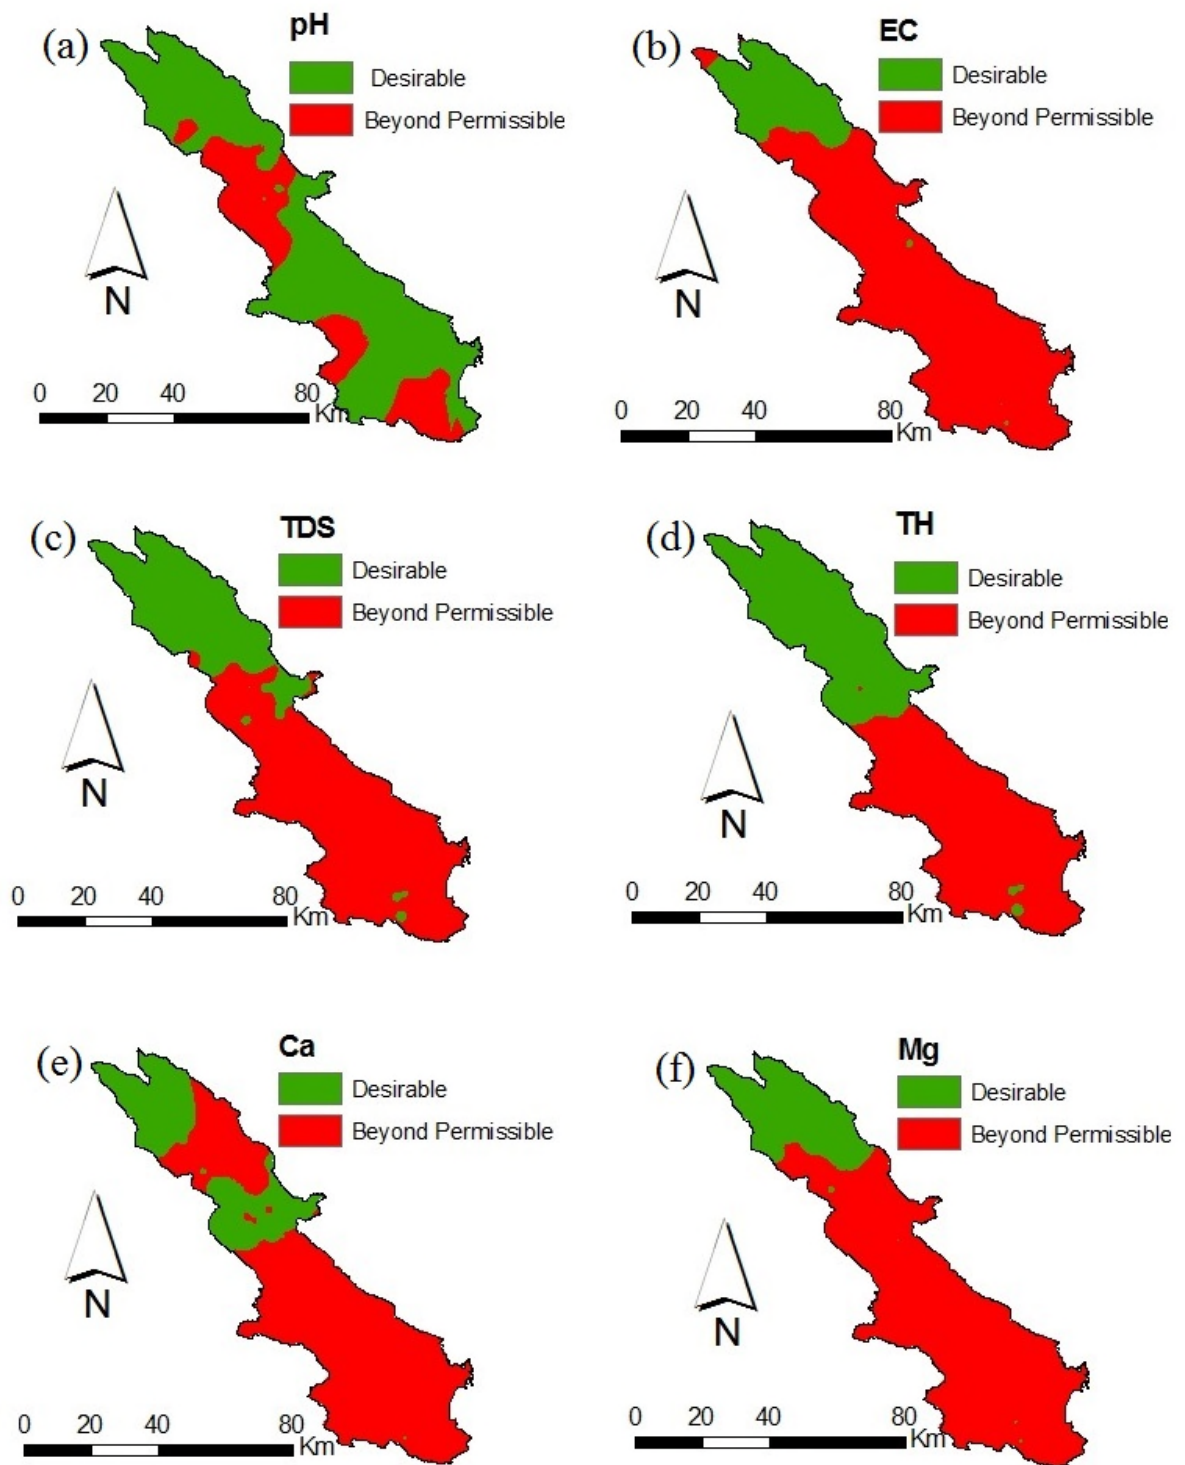 (a)
pH
Desirable
Beyond Permissible
N
0 20 40 80
Km
(b)
EC
Desirable
Beyond Permissible
N
0 20 40 80
Km
(c)
TDS
Desirable
Beyond Permissible
N
0 20 40 80
Km
(d)
TH
Desirable
Beyond Permissible
N
0 20 40 80
Km
(e)
Ca
Desirable
Beyond Permissible
N
0 20 40 80
Km
(f)
Mg
Desirable
Beyond Permissible
N
0 20 40 80
Km